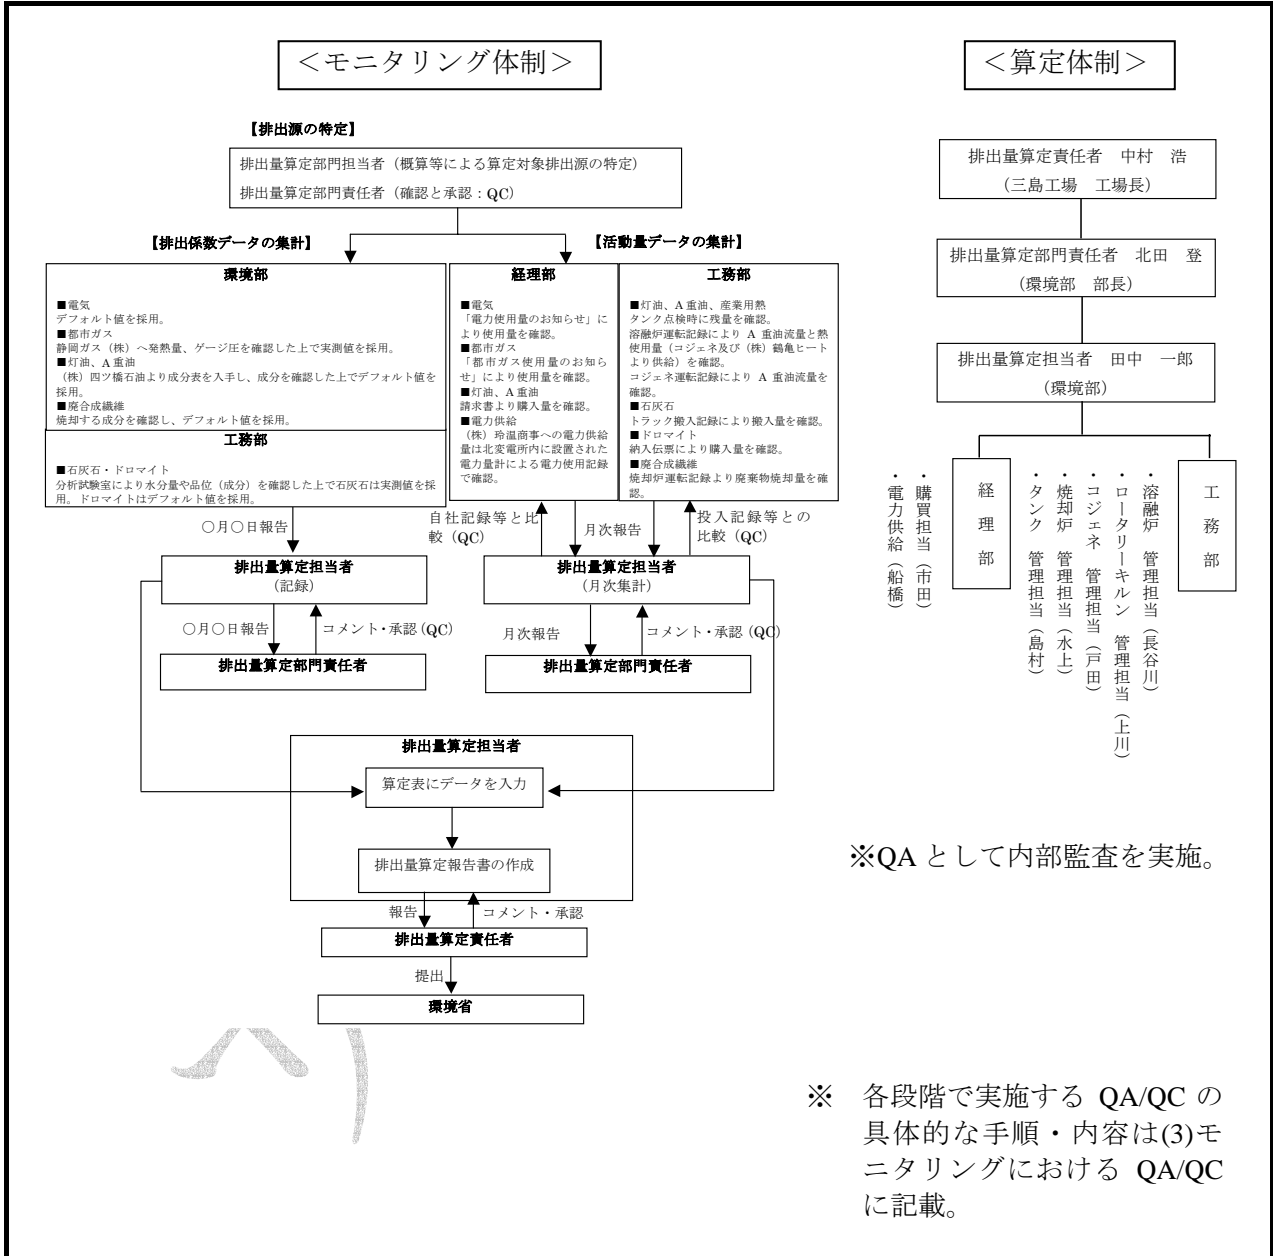 ＜モニタリング体制＞
【排出源の特定】
排出量算定部門担当者（概算等による算定対象排出源の特定）
排出量算定部門責任者（確認と承認：QC）
【排出係数データの集計】
【活動量データの集計】
環境部
■電気
デフォルト値を採用。
■都市ガス
静岡ガス（株）へ発熱量、ゲージ圧を確認した上で実測値を採用。
■灯油、A重油
（株）四ツ橋石油より成分表を入手し、成分を確認した上でデフォルト値を
採用。
■廃合成繊維
焼却する成分を確認し、デフォルト値を採用。
工務部
■石灰石・ドロマイト
分析試験室により水分量や品位（成分）を確認した上で石灰石は実測値を採
用。ドロマイトはデフォルト値を採用。
経理部
■電気
「電力使用量のお知らせ」に
より使用量を確認。
■都市ガス
「都市ガス使用量のお知ら
せ」により使用量を確認。
■灯油、A重油
請求書より購入量を確認。
■電力供給
（株）玲温商事への電力供給
量は北変電所内に設置された
電力量計による電力使用記録
で確認。
工務部
■灯油、A重油、産業用熱
タンク点検時に残量を確認。
溶融炉運転記録により A 重油流量と熱
使用量（コジェネ及び（株）鶴亀ヒート
より供給）を確認。
コジェネ運転記録により A 重油流量を
確認。
■石灰石
トラック搬入記録により搬入量を確認。
■ドロマイト
納入伝票により購入量を確認。
■廃合成繊維
焼却炉運転記録より廃棄物焼却量を確
認。
〇月〇日報告
自社記録等と比
較（QC）
月次報告
投入記録等との
比較（QC）
排出量算定担当者
（記録）
排出量算定担当者
（月次集計）
〇月〇日報告
コメント・承認（QC）
月次報告
コメント・承認（QC）
排出量算定部門責任者
排出量算定部門責任者
排出量算定担当者
算定表にデータを入力
排出量算定報告書の作成
報告
コメント・承認
排出量算定責任者
提出
環境省
＜算定体制＞
排出量算定責任者　中村　浩
（三島工場　工場長）
排出量算定部門責任者　北田　登
（環境部　部長）
排出量算定担当者　田中　一郎
（環境部）
工務部
・溶融炉　管理担当（長谷川）
・ロータリーキルン　管理担当（上川）
・コジェネ　管理担当（戸田）
・焼却炉　管理担当（水上）
・タンク　管理担当（島村）
経理部
・購買担当（市田）
・電力供給（船橋）
※QA として内部監査を実施。
※　各段階で実施する QA/QC の
具体的な手順・内容は(3)モ
ニタリングにおける QA/QC
に記載。